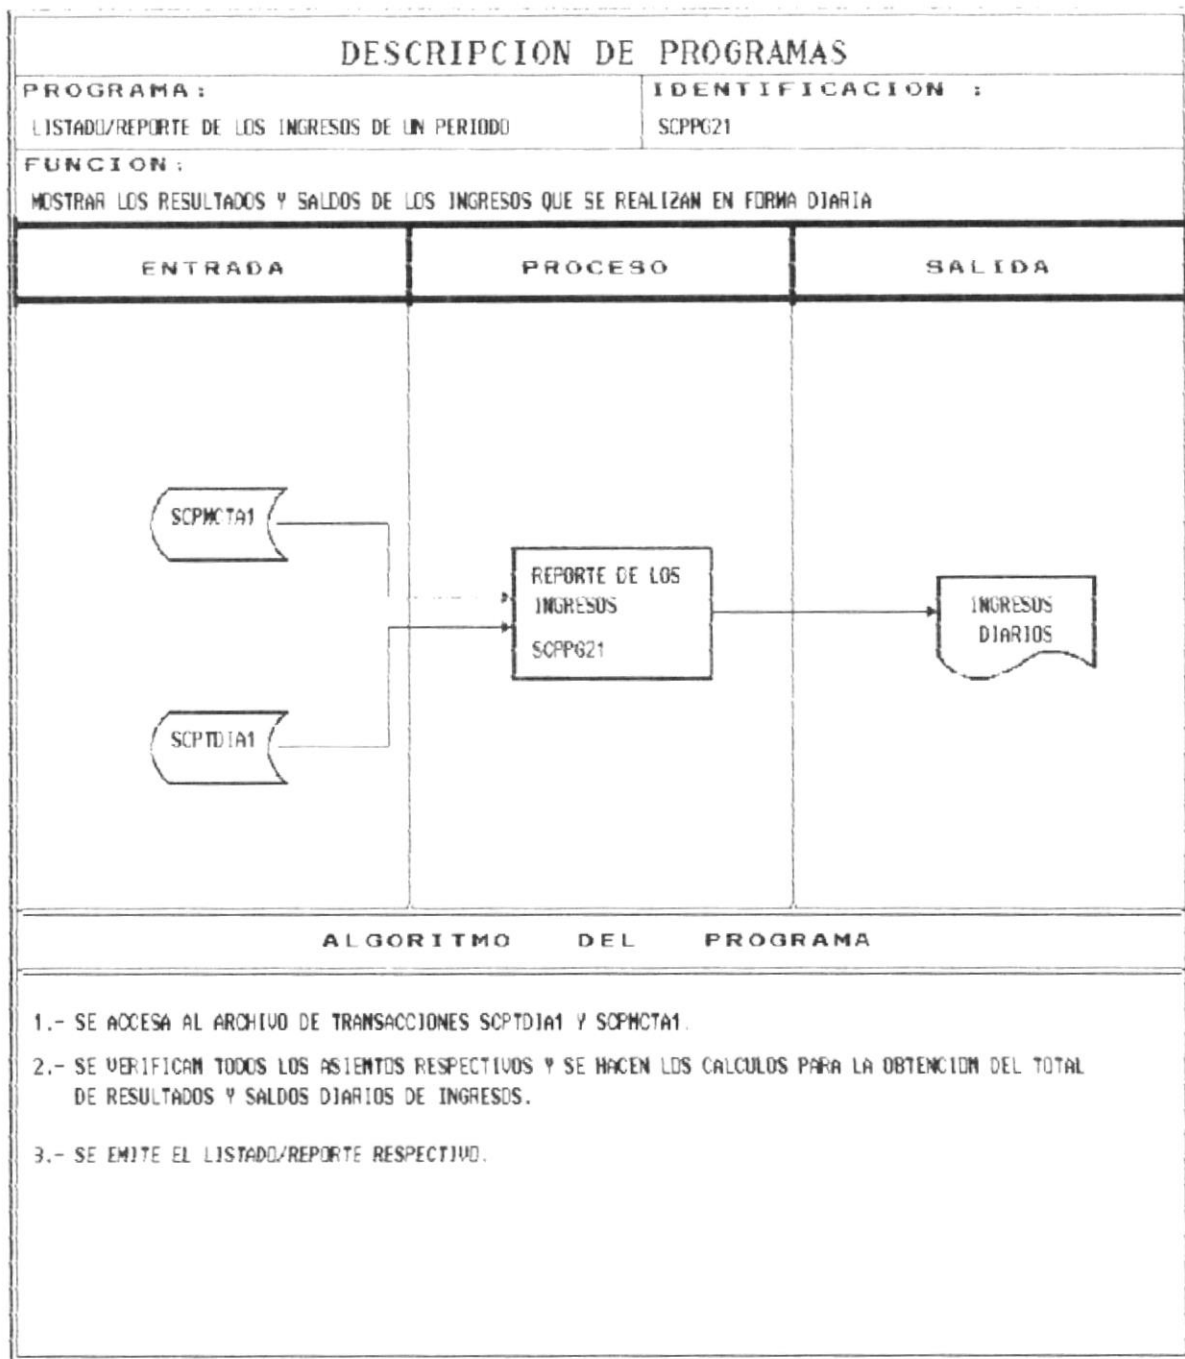 DESCRIPCION DE PROGRAMAS
PROGRAMA:
IDENTIFICACION :
LISTADO/REPORTE DE LOS INGRESOS DE UN PERIODO
SCPPG21
FUNCION:
MOSTRAR LOS RESULTADOS Y SALDOS DE LOS INGRESOS QUE SE REALIZAN EN FORMA DIARIA
ENTRADA
PROCESO
SALIDA
SCPMCTA1
REPORTE DE LOS
INGRESOS
SCPPG21
INGRESOS
DIARIOS
SCPTDIA1
ALGORITMO DEL PROGRAMA
1.- SE ACCESA AL ARCHIVO DE TRANSACCIONES SCPTDIA1 Y SCPMCTA1.
2.- SE VERIFICAN TODOS LOS ASIENTOS RESPECTIVOS Y SE HACEN LOS CALCULOS PARA LA OBTENCION DEL TOTAL
DE RESULTADOS Y SALDOS DIARIOS DE INGRESOS.
3.- SE EMITE EL LISTADO/REPORTE RESPECTIVO.